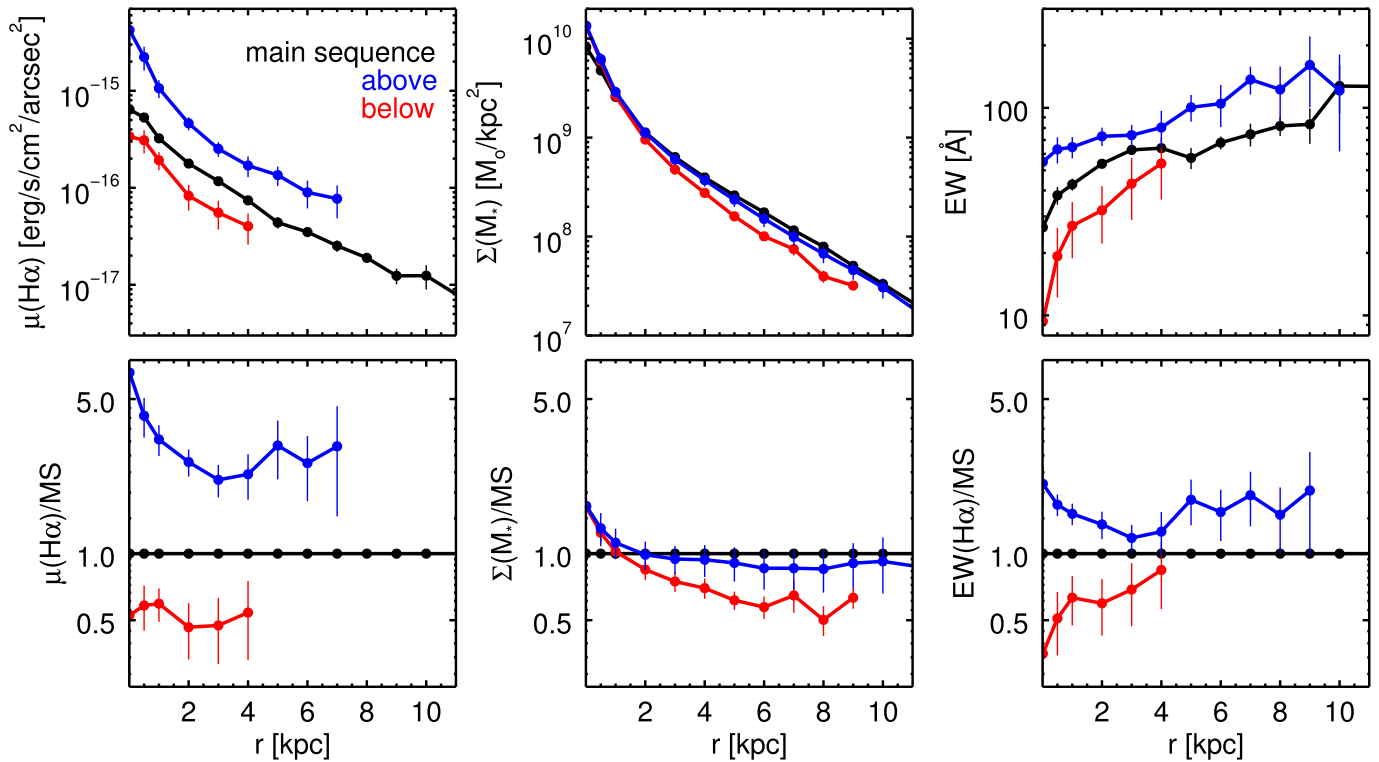 μ(Hα) [erg/s/cm²/arcsec²]
10⁻¹⁵
10⁻¹⁶
10⁻¹⁷
main sequence
above
below
Σ(M*) [M₀/kpc²]
10¹⁰
10⁹
10⁸
10⁷
EW [Å]
100
10
μ(Hα)/MS
5.0
1.0
0.5
2 4 6 8 10
r [kpc]
Σ(M*)/MS
5.0
1.0
0.5
2 4 6 8 10
r [kpc]
EW(Hα)/MS
5.0
1.0
0.5
2 4 6 8 10
r [kpc]